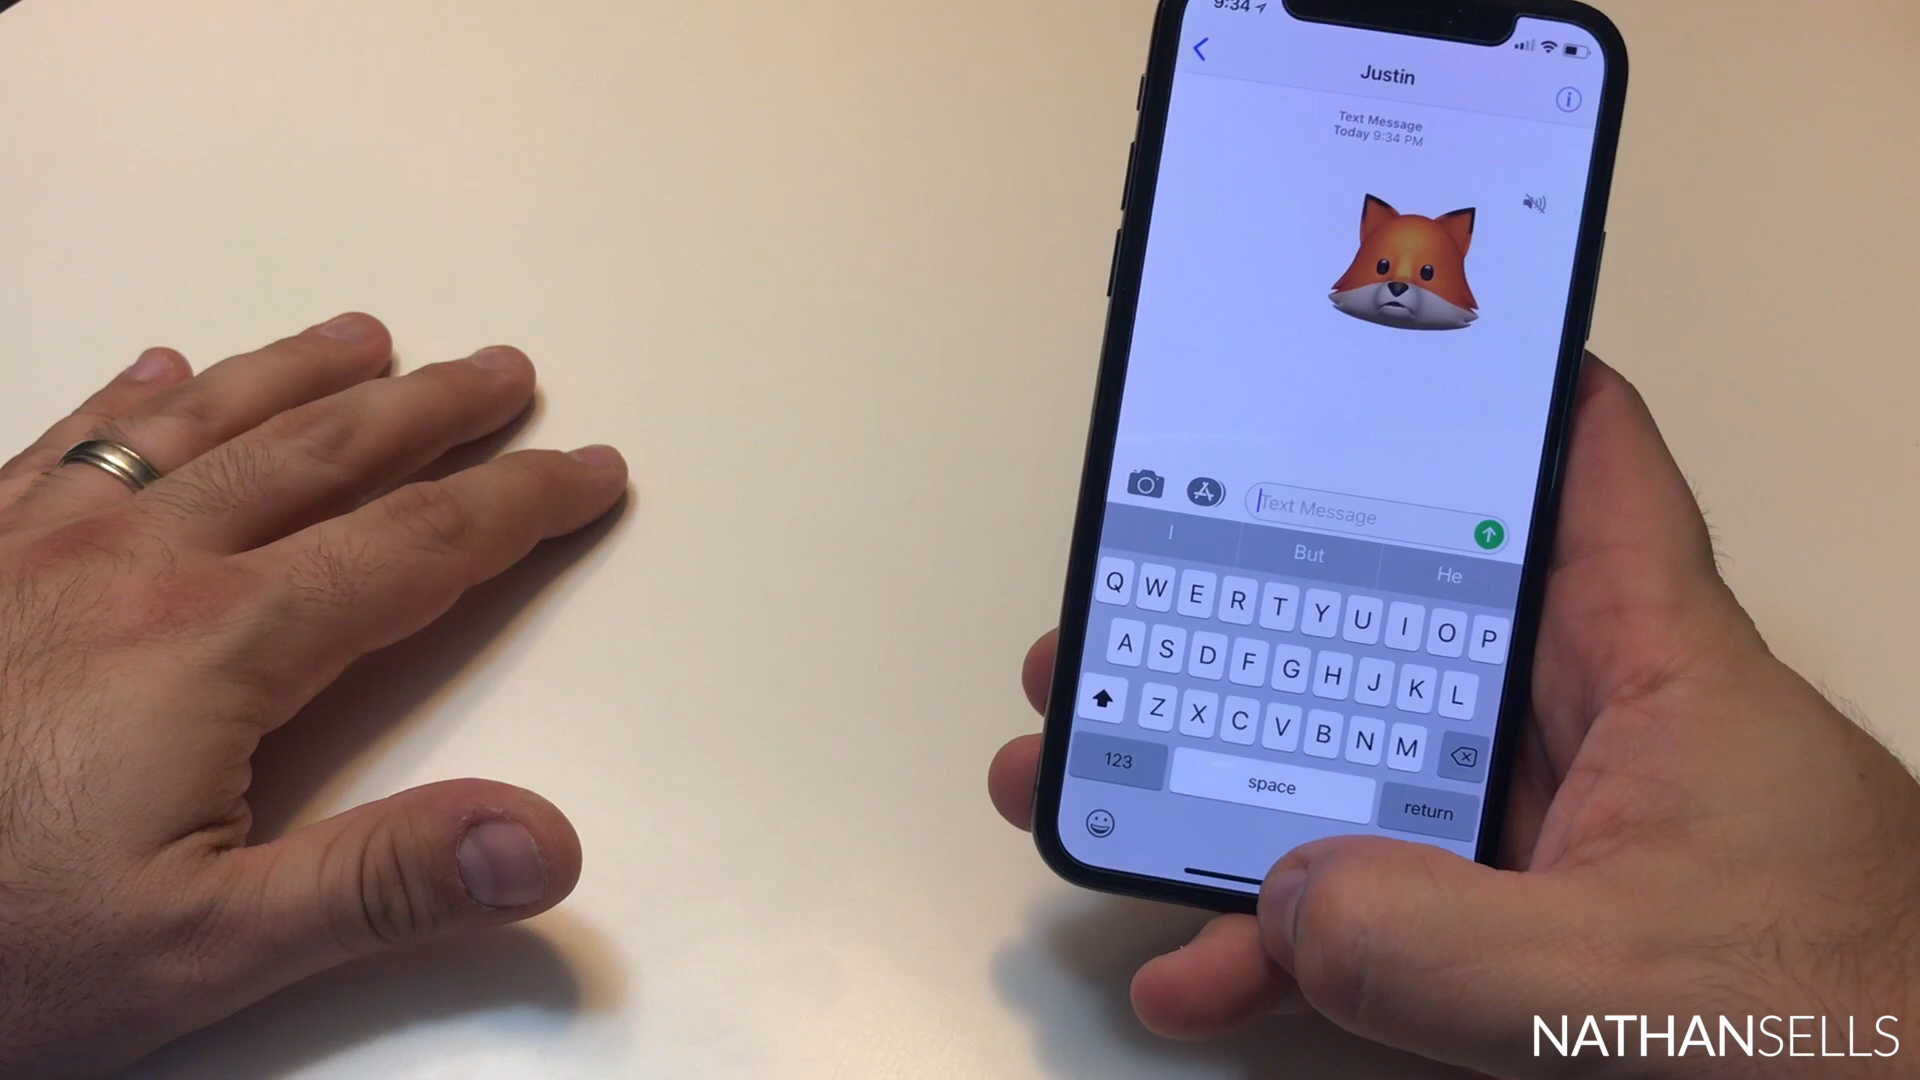 9:34
Justin
Text Message
Today 9:34 PM
Text Message
I
But
He
Q W E R T Y U I O P
A S D F G H J K L
Z X C V B N M
123
space
return
NATHANSELLS